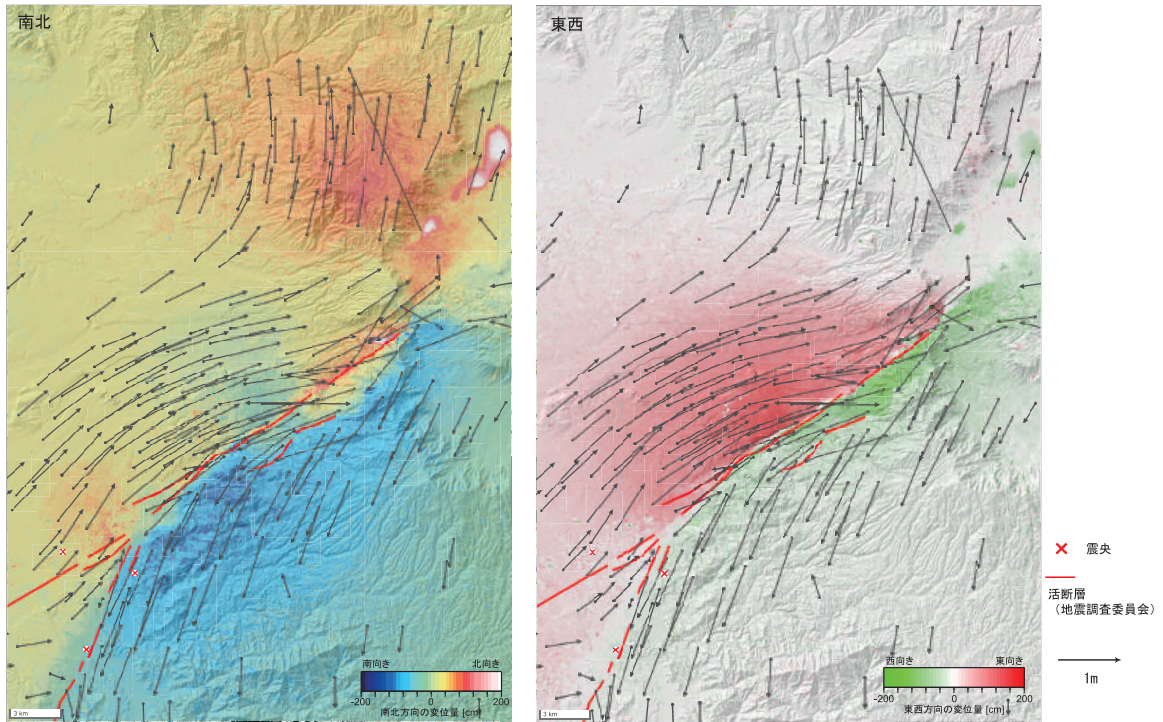 南北
東西
南向き
北向き
-200
0
200
南北方向の変位量 [cm]
3 km
西向き
東向き
-200
0
200
東西方向の変位量 [cm]
3 km
震央
活断層
（地震調査委員会）
1m